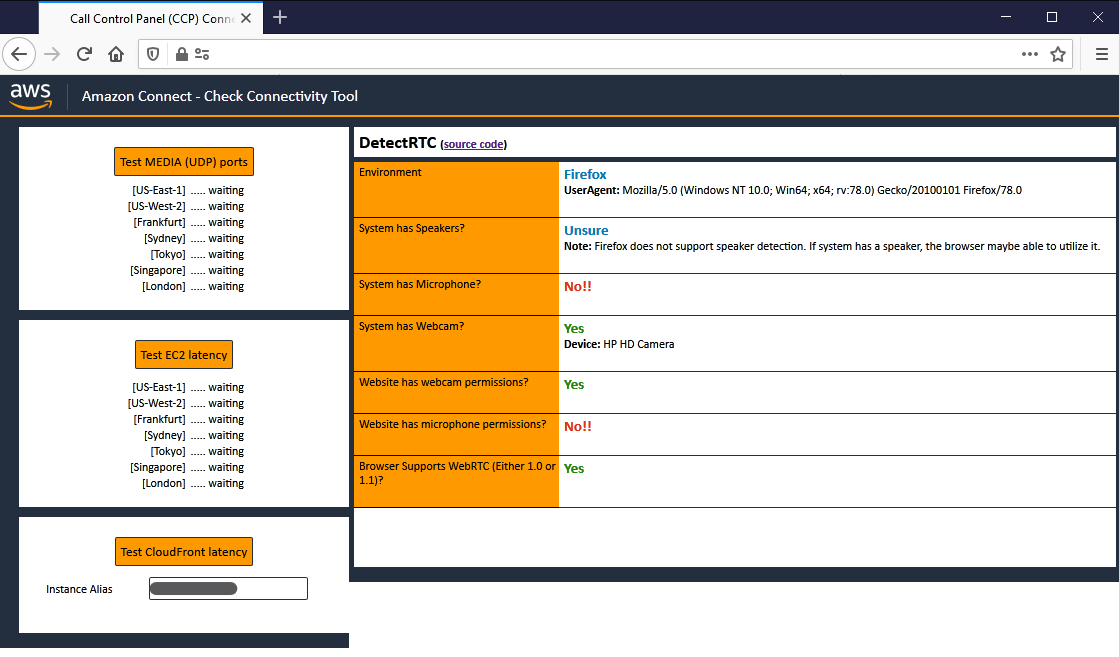 Call Control Panel (CCP) Conne
aws
Amazon Connect - Check Connectivity Tool
Test MEDIA (UDP) ports
[US-East-1] ..... waiting
[US-West-2] ..... waiting
[Frankfurt] ..... waiting
[Sydney] ..... waiting
[Tokyo] ..... waiting
[Singapore] ..... waiting
[London] ..... waiting
Test EC2 latency
[US-East-1] ..... waiting
[US-West-2] ..... waiting
[Frankfurt] ..... waiting
[Sydney] ..... waiting
[Tokyo] ..... waiting
[Singapore] ..... waiting
[London] ..... waiting
Test CloudFront latency
Instance Alias
DetectRTC (source code)
Environment
Firefox
UserAgent: Mozilla/5.0 (Windows NT 10.0; Win64; x64; rv:78.0) Gecko/20100101 Firefox/78.0
System has Speakers?
Unsure
Note: Firefox does not support speaker detection. If system has a speaker, the browser maybe able to utilize it.
System has Microphone?
No!!
System has Webcam?
Yes
Device: HP HD Camera
Website has webcam permissions?
Yes
Website has microphone permissions?
No!!
Browser Supports WebRTC (Either 1.0 or
1.1)?
Yes